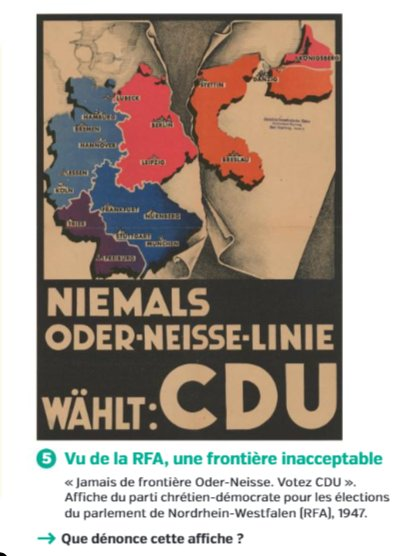 KÖNIGSBERG
DANZIG
STETTIN
LÜBECK
HAMBURG
BREMEN
BERLIN
HANNOVER
LEIPZIG
BRESLAU
ESSEN
KÖLN
FRANKFURT
TRIER
NÜRNBERG
STUTTGART
MÜNCHEN
FREIBURG
NIEMALS
ODER-NEISSE-LINIE
WÄHLT: CDU
5 Vu de la RFA, une frontière inacceptable
« Jamais de frontière Oder-Neisse. Votez CDU ».
Affiche du parti chrétien-démocrate pour les élections
du parlement de Nordrhein-Westfalen (RFA), 1947.
→ Que dénonce cette affiche ?